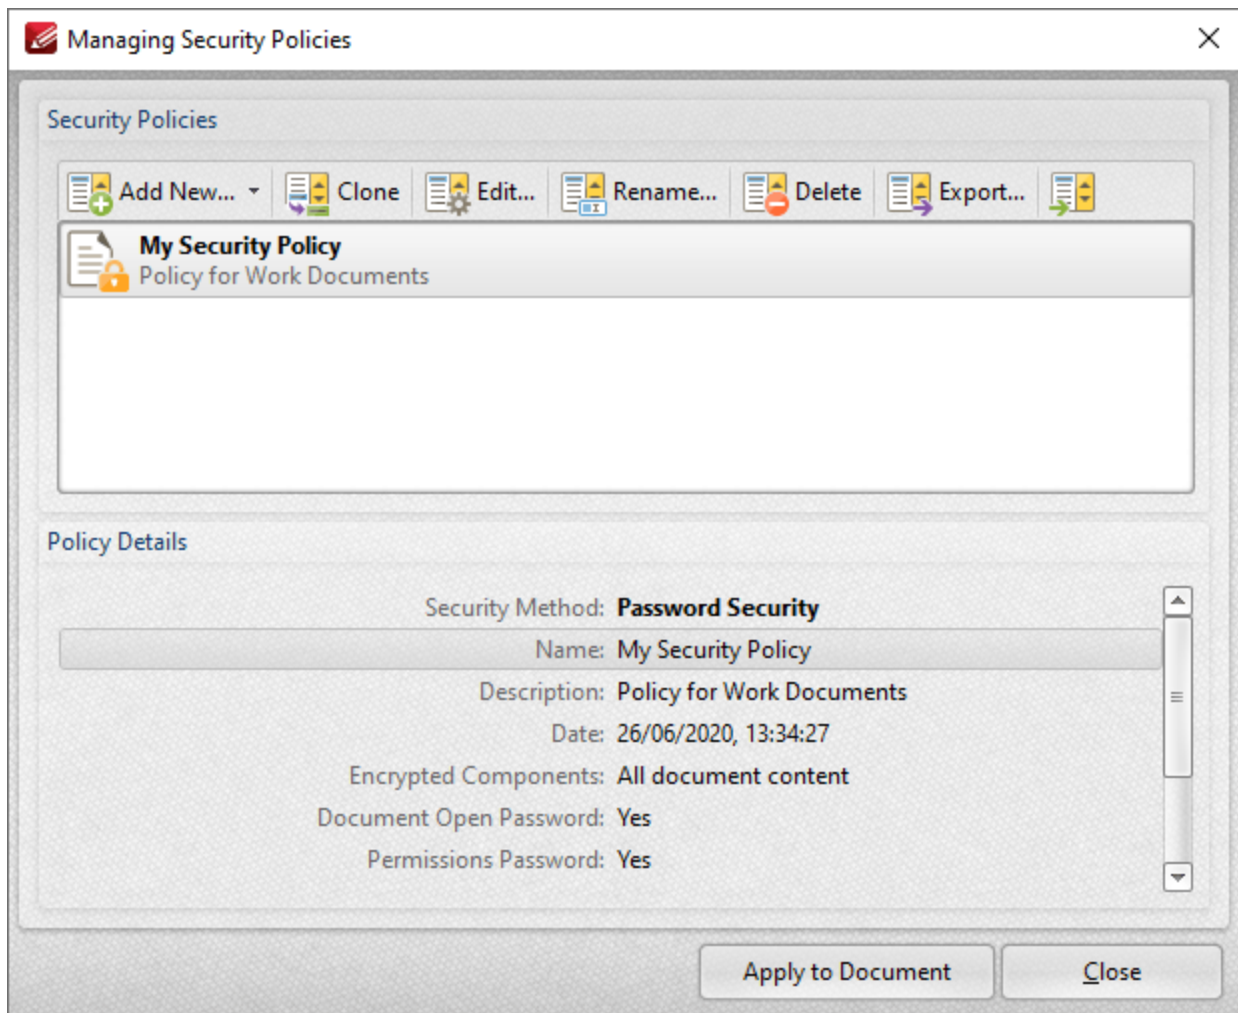 Managing Security Policies
Security Policies
Add New... Clone Edit... Rename... Delete Export...
My Security Policy
Policy for Work Documents
Policy Details
Security Method: Password Security
Name: My Security Policy
Description: Policy for Work Documents
Date: 26/06/2020, 13:34:27
Encrypted Components: All document content
Document Open Password: Yes
Permissions Password: Yes
Apply to Document Close